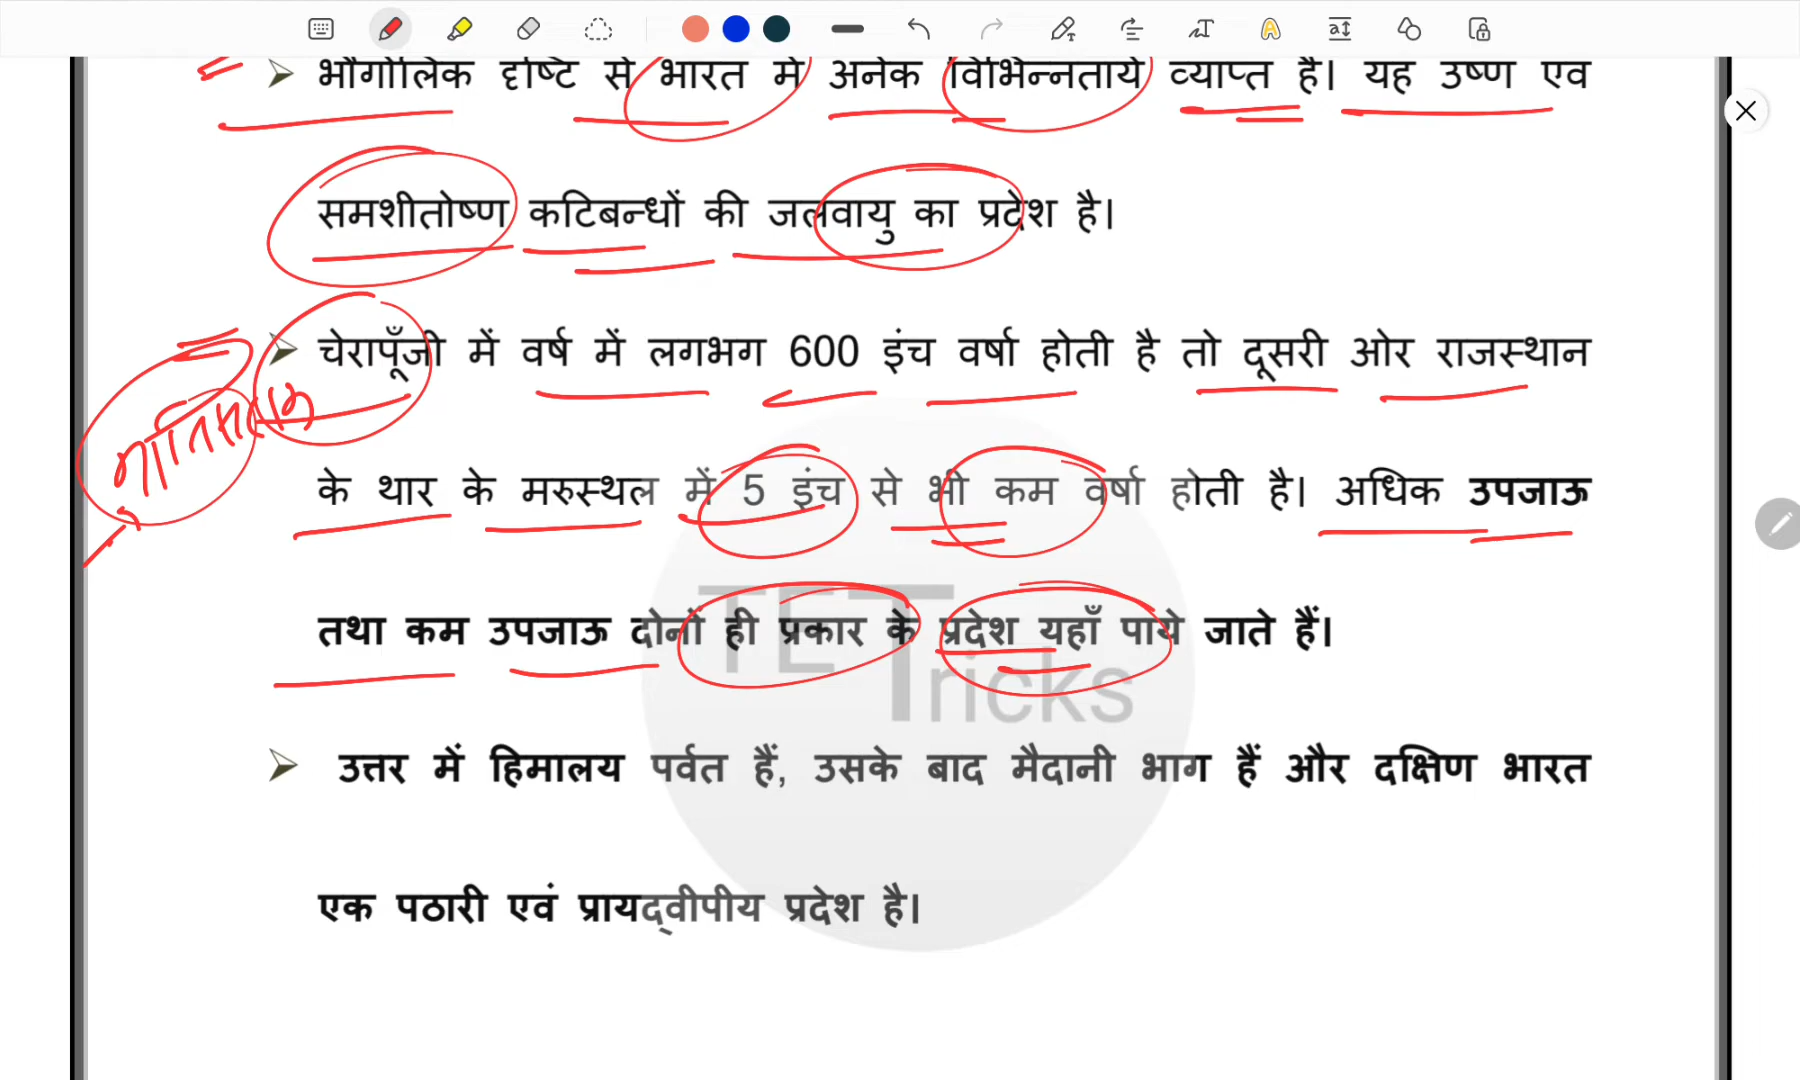 भौगोलिक दृष्टि से भारत में अनेक विभिन्नतायें व्याप्त है। यह उष्ण एवं
समशीतोष्ण कटिबन्धों की जलवायु का प्रदेश है।
चेरापूँजी में वर्ष में लगभग 600 इंच वर्षा होती है तो दूसरी ओर राजस्थान
के थार के मरुस्थल में 5 इंच से भी कम वर्षा होती है। अधिक उपजाऊ
तथा कम उपजाऊ दोनों ही प्रकार के प्रदेश यहाँ पाये जाते हैं।
TET Tricks
उत्तर में हिमालय पर्वत हैं, उसके बाद मैदानी भाग हैं और दक्षिण भारत
एक पठारी एवं प्रायद्वीपीय प्रदेश है।